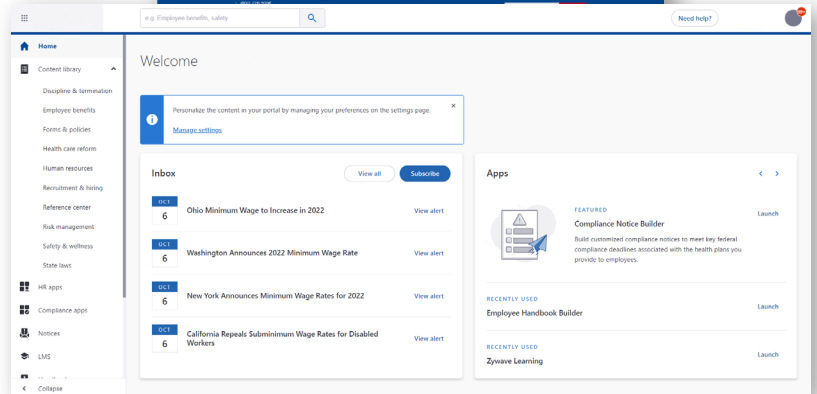 e.g. Employee benefits, safety
Need help?
99+
Home
Content library
Discipline & termination
Employee benefits
Forms & policies
Health care reform
Human resources
Recruitment & hiring
Reference center
Risk management
Safety & wellness
State laws
HR apps
Compliance apps
Notices
LMS
Collapse
Welcome
Personalize the content in your portal by managing your preferences on the settings page.
Manage settings
Inbox
View all
Subscribe
OCT
6
Ohio Minimum Wage to Increase in 2022
View alert
OCT
6
Washington Announces 2022 Minimum Wage Rate
View alert
OCT
6
New York Announces Minimum Wage Rates for 2022
View alert
OCT
6
California Repeals Subminimum Wage Rates for Disabled
Workers
View alert
Apps
FEATURED
Compliance Notice Builder
Launch
Build customized compliance notices to meet key federal
compliance deadlines associated with the health plans you
provide to employees.
RECENTLY USED
Employee Handbook Builder
Launch
RECENTLY USED
Zywave Learning
Launch